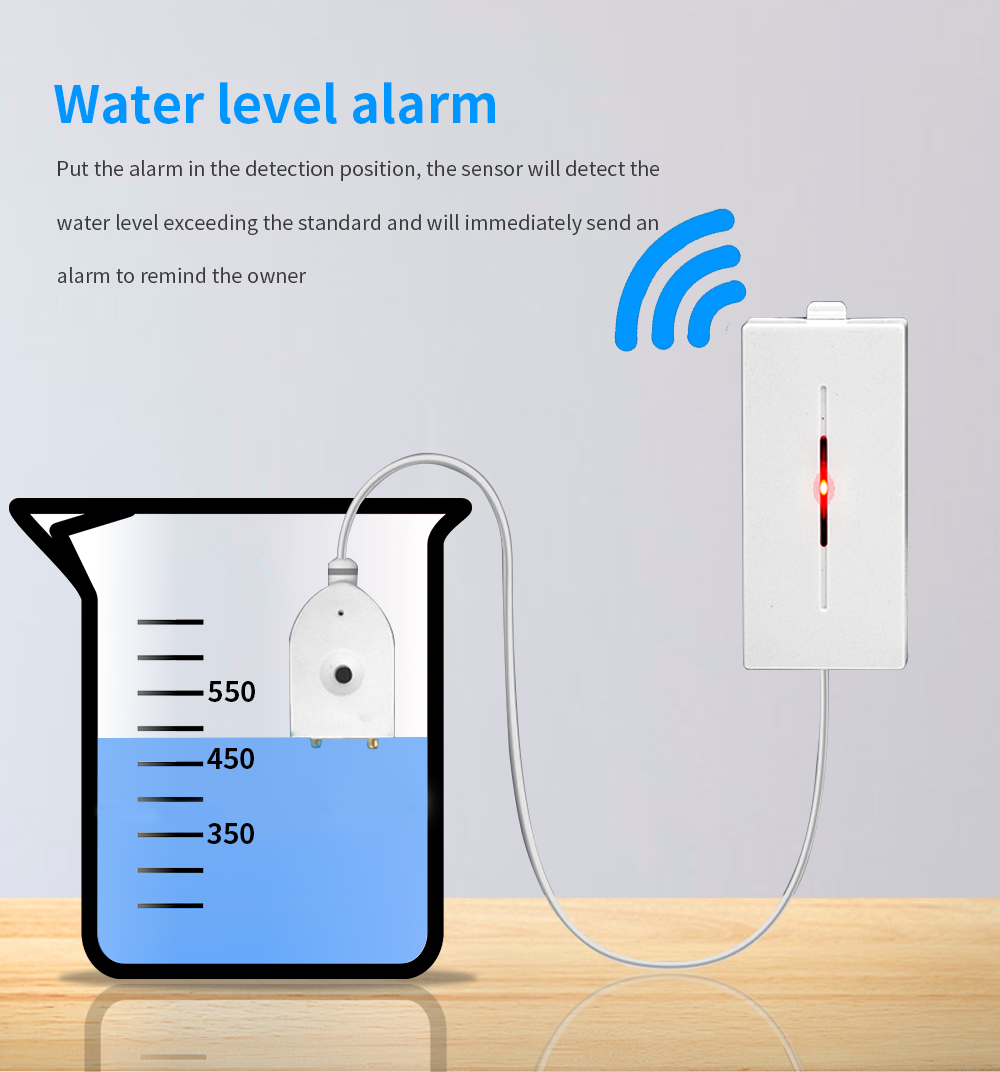 Water level alarm
Put the alarm in the detection position, the sensor will detect the
water level exceeding the standard and will immediately send an
alarm to remind the owner
550
450
350